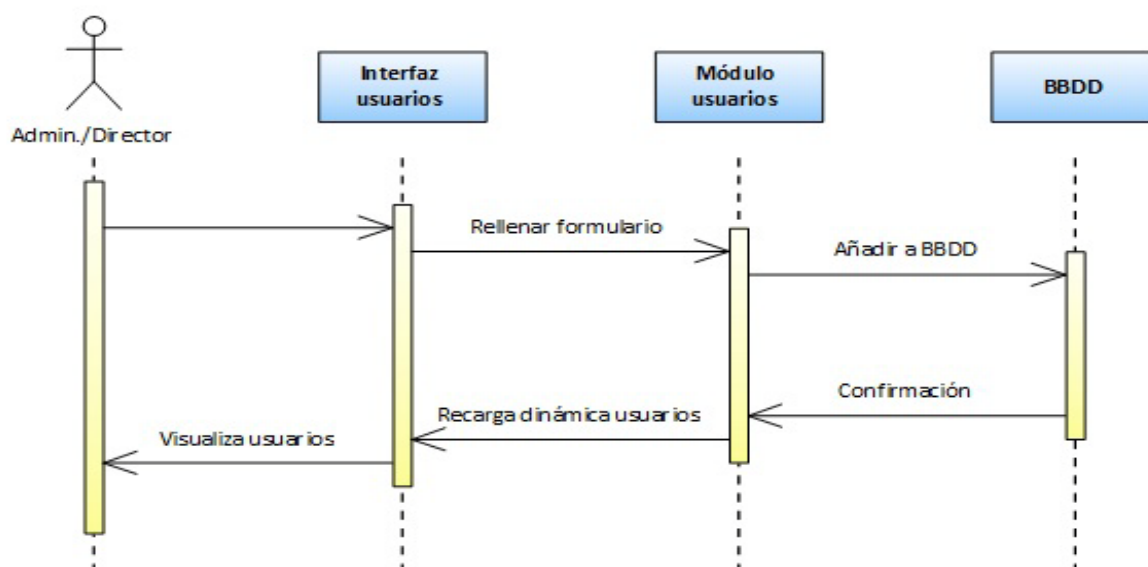 Interfaz
usuarios
Módulo
usuarios
BBDD
Admin./Director
Rellenar formulario
Añadir a BBDD
Confirmación
Recarga dinámica usuarios
Visualiza usuarios